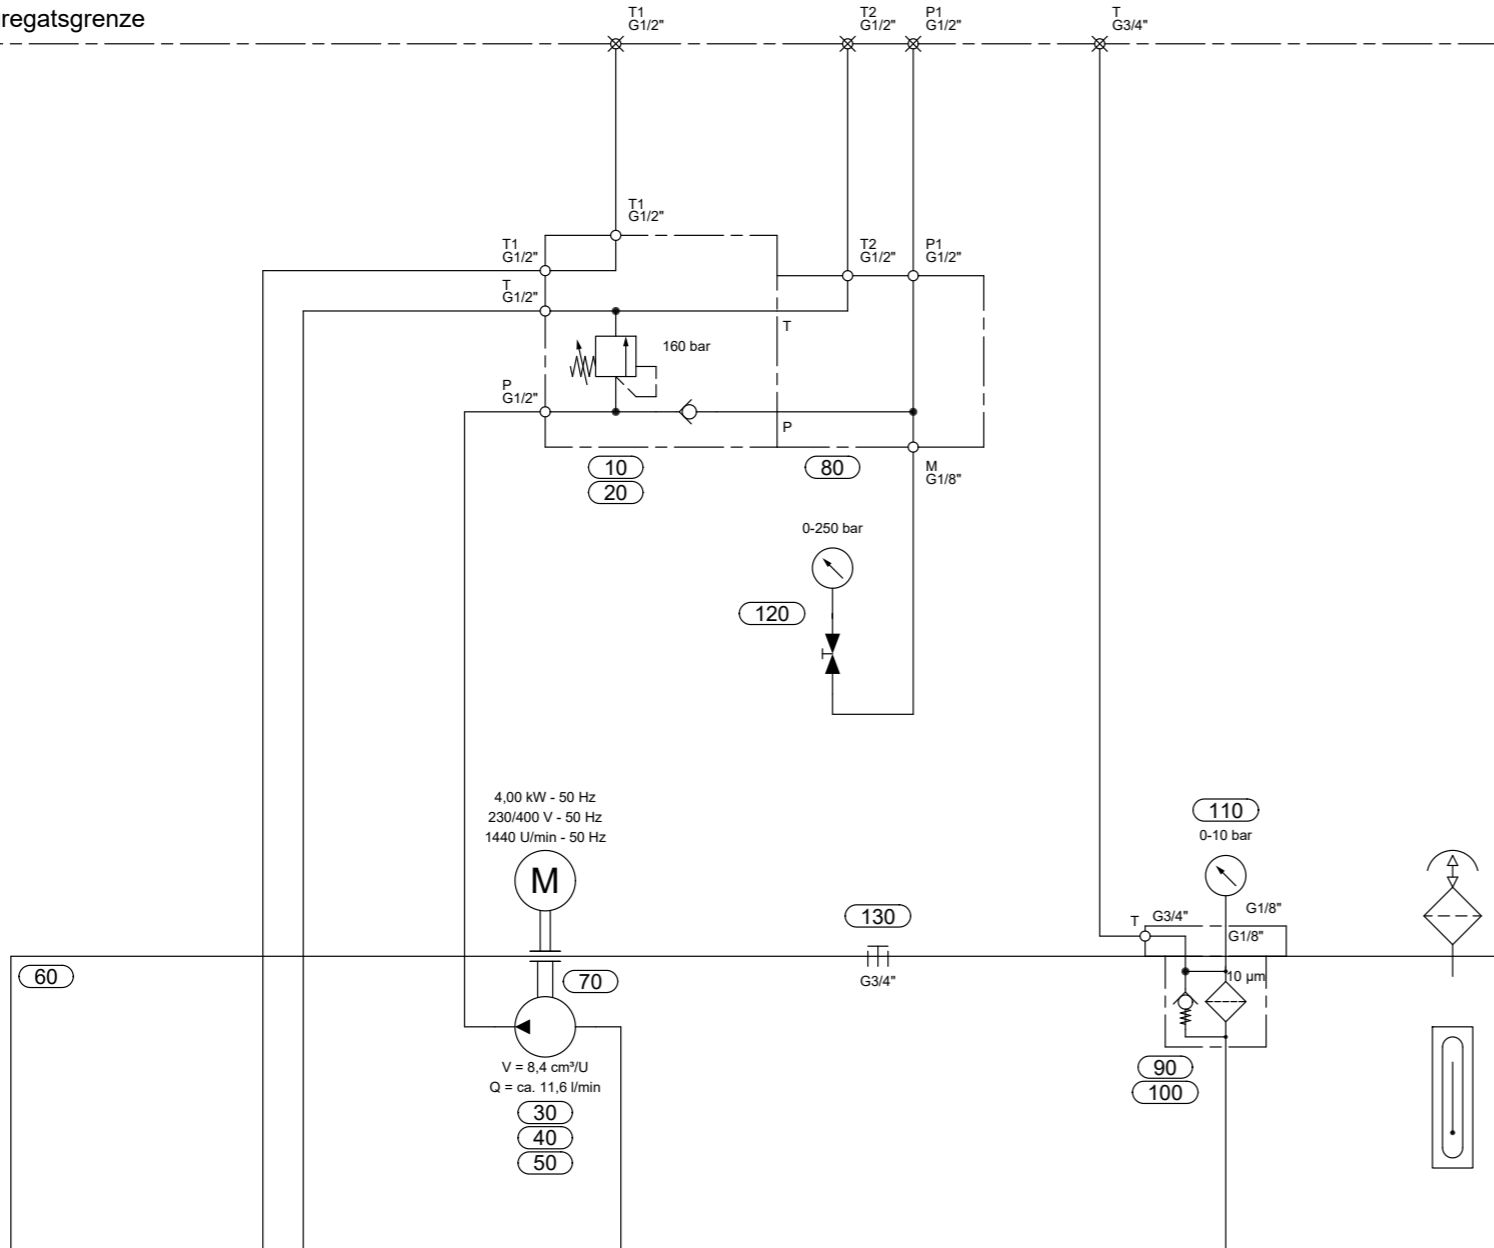 regatsgrenze
T1
G1/2"
T2
G1/2"
P1
G1/2"
T
G3/4"
T1
G1/2"
T1
G1/2"
T2
G1/2"
P1
G1/2"
T
G1/2"
T
160 bar
P
G1/2"
P
10
20
80
M
G1/8"
0-250 bar
120
4,00 kW - 50 Hz
230/400 V - 50 Hz
1440 U/min - 50 Hz
M
110
0-10 bar
130
G3/4"
T
G3/4"
G1/8"
G1/8"
60
70
10 µm
V = 8,4 cm³/U
Q = ca. 11,6 l/min
30
40
50
90
100